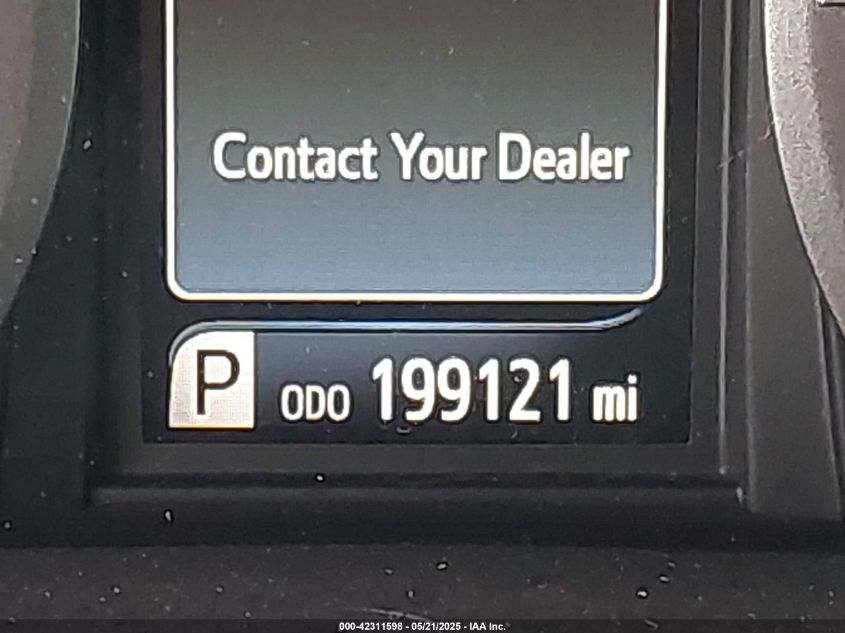 Contact Your Dealer
P ODO 199121 mi
000-42311598 - 05/21/2025 - IAA Inc.